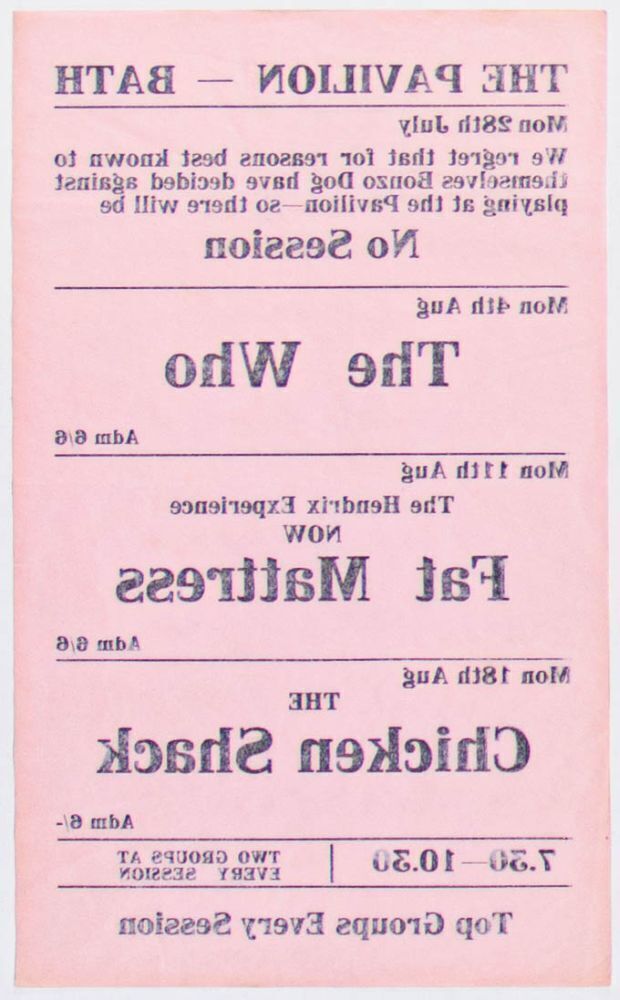 THE PAVILION — BATH
Mon 28th July
We regret that for reasons best known to
themselves Bonzo Dog have decided against
playing at the Pavilion—so there will be
No Session
Mon 4th Aug
The Who
Adm 6/6
Mon 11th Aug
The Hendrix Experience
NOW
Fat Mattress
Adm 6/6
Mon 18th Aug
THE
Chicken Shack
Adm 6/-
7.30—10.30
TWO GROUPS AT
EVERY SESSION
Top Groups Every Session